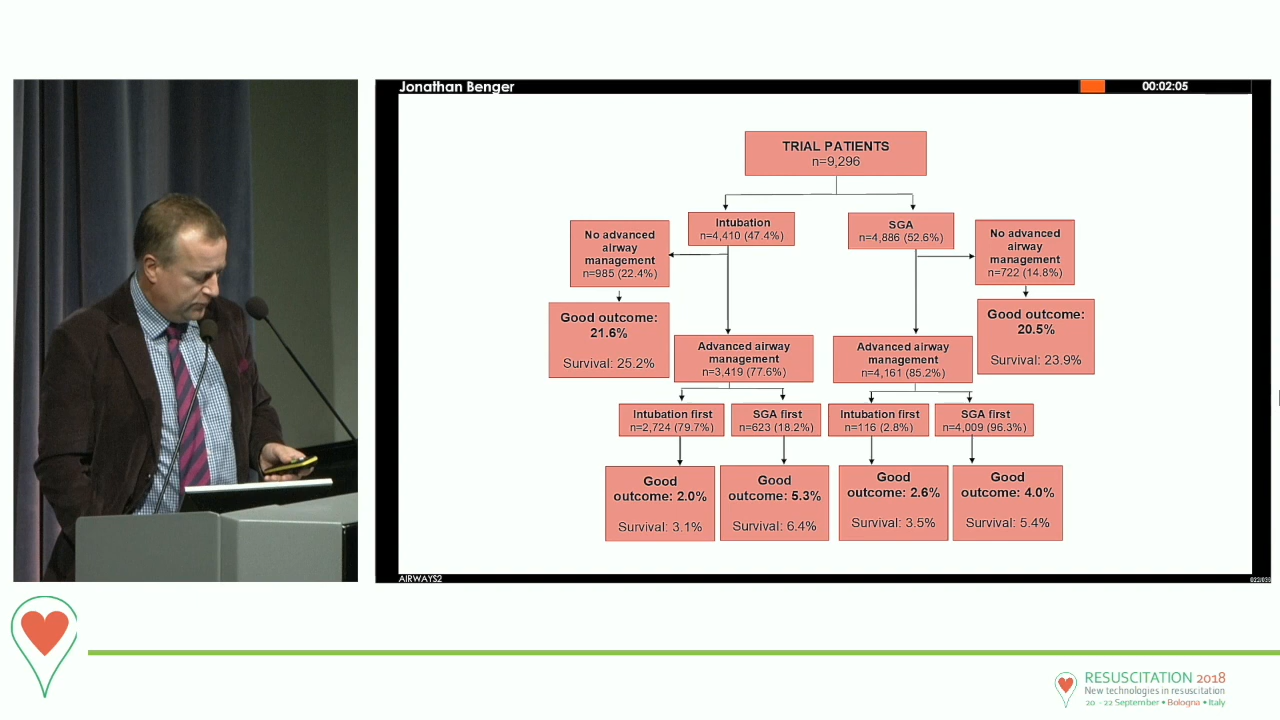 Jonathan Benger
00:02:05
TRIAL PATIENTS
n=9,296
Intubation
n=4,410 (47.4%)
SGA
n=4,886 (52.6%)
No advanced
airway
management
n=985 (22.4%)
No advanced
airway
management
n=722 (14.8%)
Good outcome:
21.6%
Survival: 25.2%
Good outcome:
20.5%
Survival: 23.9%
Advanced airway
management
n=3,419 (77.6%)
Advanced airway
management
n=4,161 (85.2%)
Intubation first
n=2,724 (79.7%)
SGA first
n=623 (18.2%)
Intubation first
n=116 (2.8%)
SGA first
n=4,009 (96.3%)
Good
outcome: 2.0%
Survival: 3.1%
Good
outcome: 5.3%
Survival: 6.4%
Good
outcome: 2.6%
Survival: 3.5%
Good
outcome: 4.0%
Survival: 5.4%
AIRWAYS2
RESUSCITATION 2018
New technologies in resuscitation
20 - 22 September • Bologna • Italy